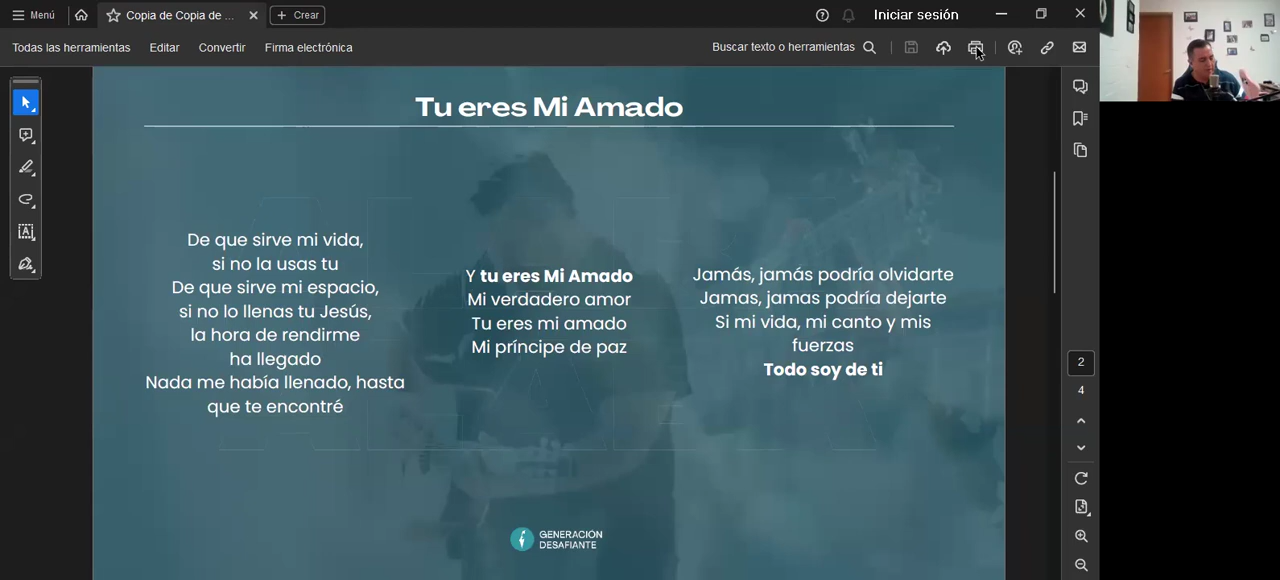 Menú
Copia de Copia de ...
Crear
Iniciar sesión
Todas las herramientas
Editar
Convertir
Firma electrónica
Buscar texto o herramientas
Tu eres Mi Amado
De que sirve mi vida,
si no la usas tu
De que sirve mi espacio,
si no lo llenas tu Jesús,
la hora de rendirme
ha llegado
Nada me había llenado, hasta
que te encontré
Y tu eres Mi Amado
Mi verdadero amor
Tu eres mi amado
Mi príncipe de paz
Jamás, jamás podría olvidarte
Jamas, jamas podría dejarte
Si mi vida, mi canto y mis
fuerzas
Todo soy de ti
GENERACIÓN
DESAFIANTE
2
4